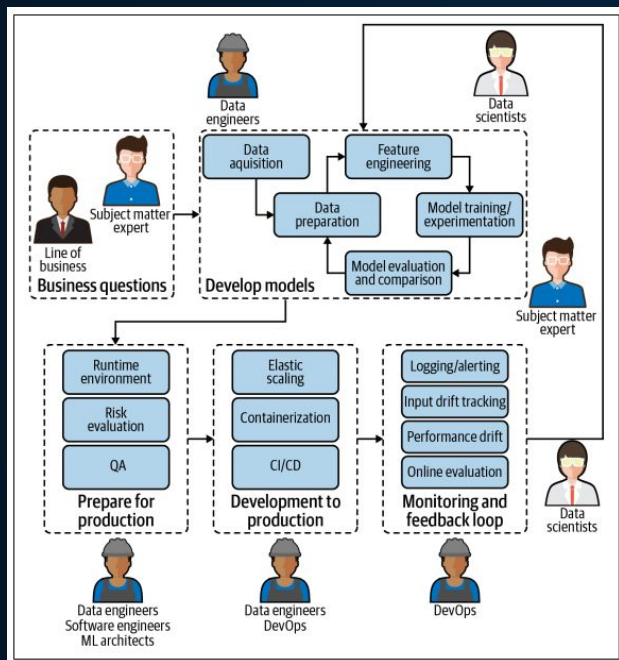 Data
engineers
Data
scientists
Subject matter
expert
Line of
business
Business questions
Data
aquisition
Feature
engineering
Data
preparation
Model training/
experimentation
Model evaluation
and comparison
Develop models
Subject matter
expert
Runtime
environment
Risk
evaluation
QA
Prepare for
production
Elastic
scaling
Containerization
CI/CD
Development to
production
Logging/alerting
Input drift tracking
Performance drift
Online evaluation
Monitoring and
feedback loop
Data
scientists
Data engineers
Software engineers
ML architects
Data engineers
DevOps
DevOps